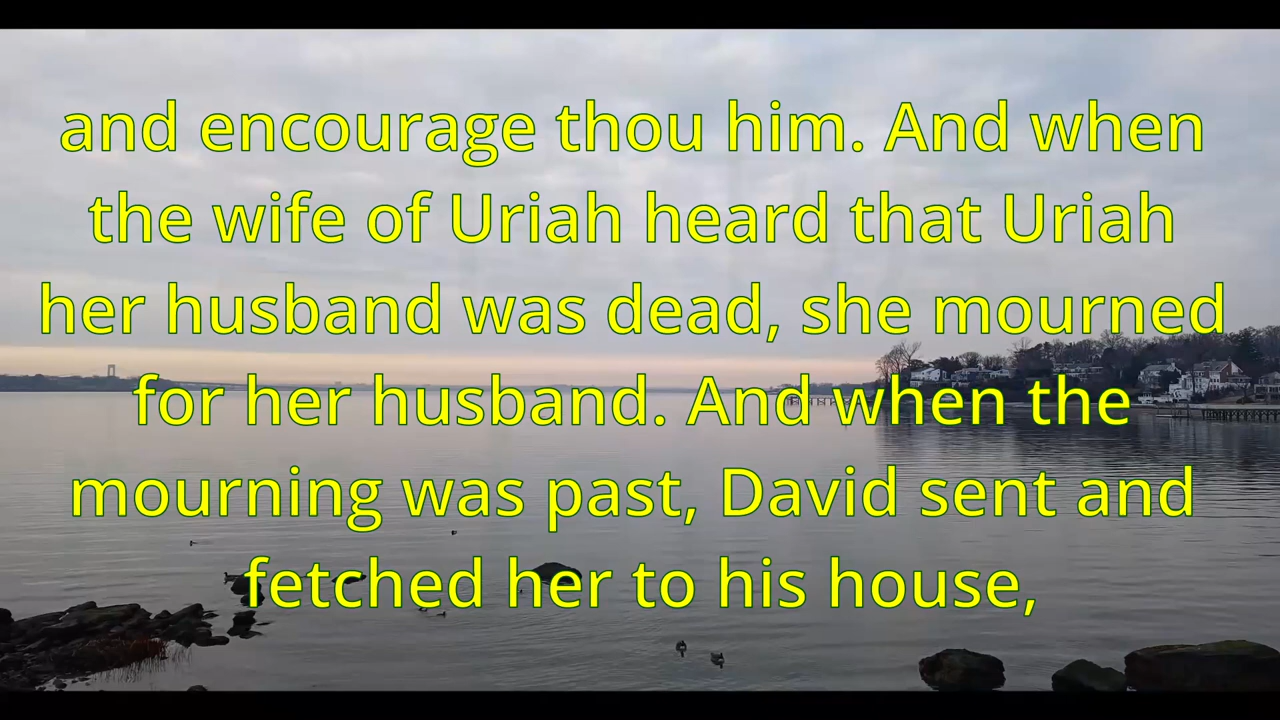 and encourage thou him. And when
the wife of Uriah heard that Uriah
her husband was dead, she mourned
for her husband. And when the
mourning was past, David sent and
fetched her to his house,